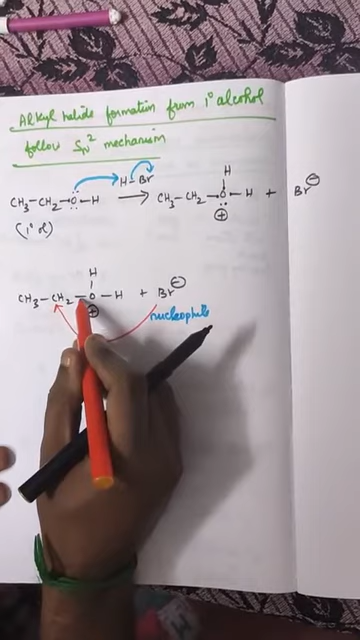 Alkyl halide formation from 1° alcohol
follow SN² mechanism
H
CH₃-CH₂-Ö-H H-Br → CH₃-CH₂-O-H + Br⊖
(1° ol) ⊕
H
CH₃-CH₂-O-H + Br⊖
⊕ nucleophile